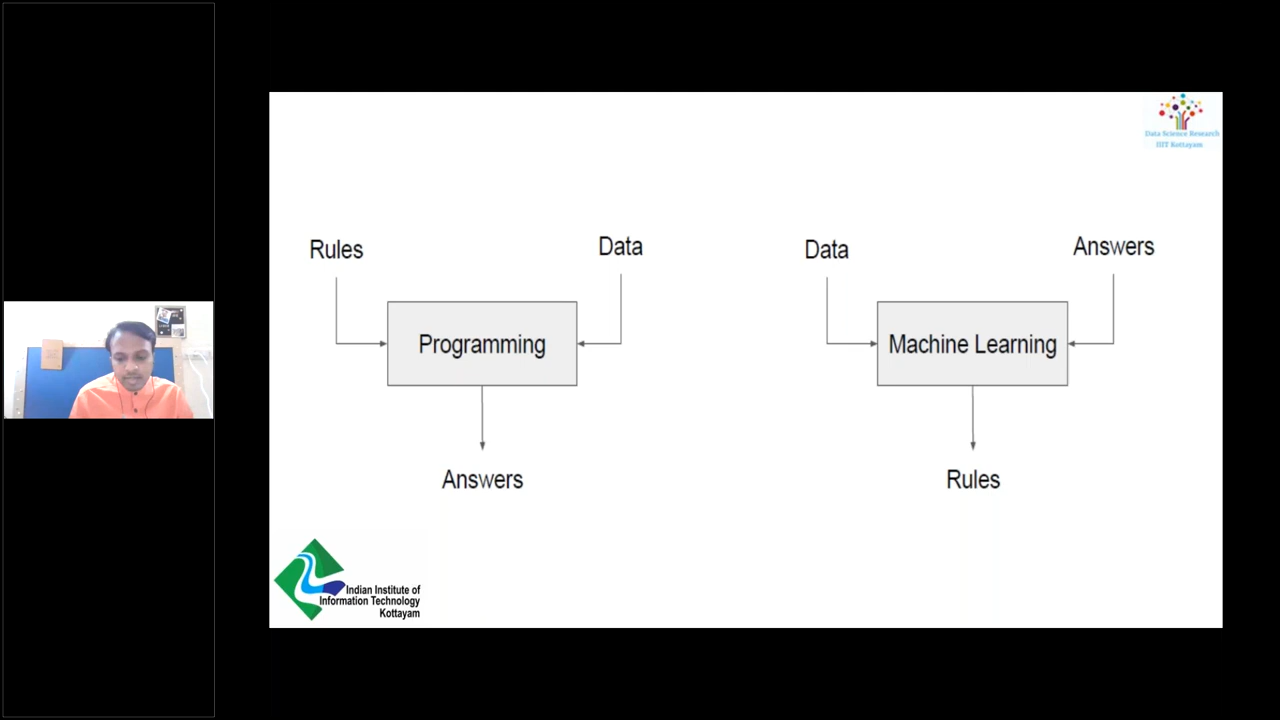 Data Science Research
IIIT Kottayam
Rules
Data
Data
Answers
Programming
Machine Learning
Answers
Rules
Indian Institute of
Information Technology
Kottayam